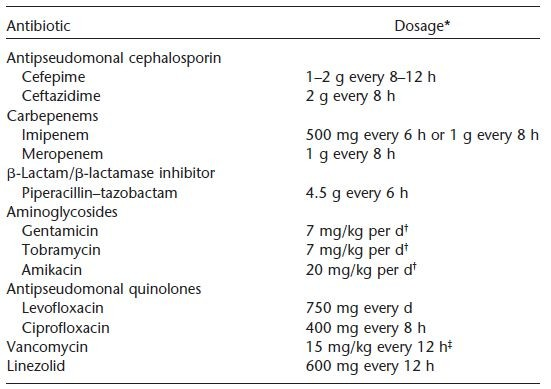 Antibiotic Dosage*
Antipseudomonal cephalosporin
Cefepime 1–2 g every 8–12 h
Ceftazidime 2 g every 8 h
Carbepenems
Imipenem 500 mg every 6 h or 1 g every 8 h
Meropenem 1 g every 8 h
β-Lactam/β-lactamase inhibitor
Piperacillin–tazobactam 4.5 g every 6 h
Aminoglycosides
Gentamicin 7 mg/kg per d†
Tobramycin 7 mg/kg per d†
Amikacin 20 mg/kg per d†
Antipseudomonal quinolones
Levofloxacin 750 mg every d
Ciprofloxacin 400 mg every 8 h
Vancomycin 15 mg/kg every 12 h‡
Linezolid 600 mg every 12 h